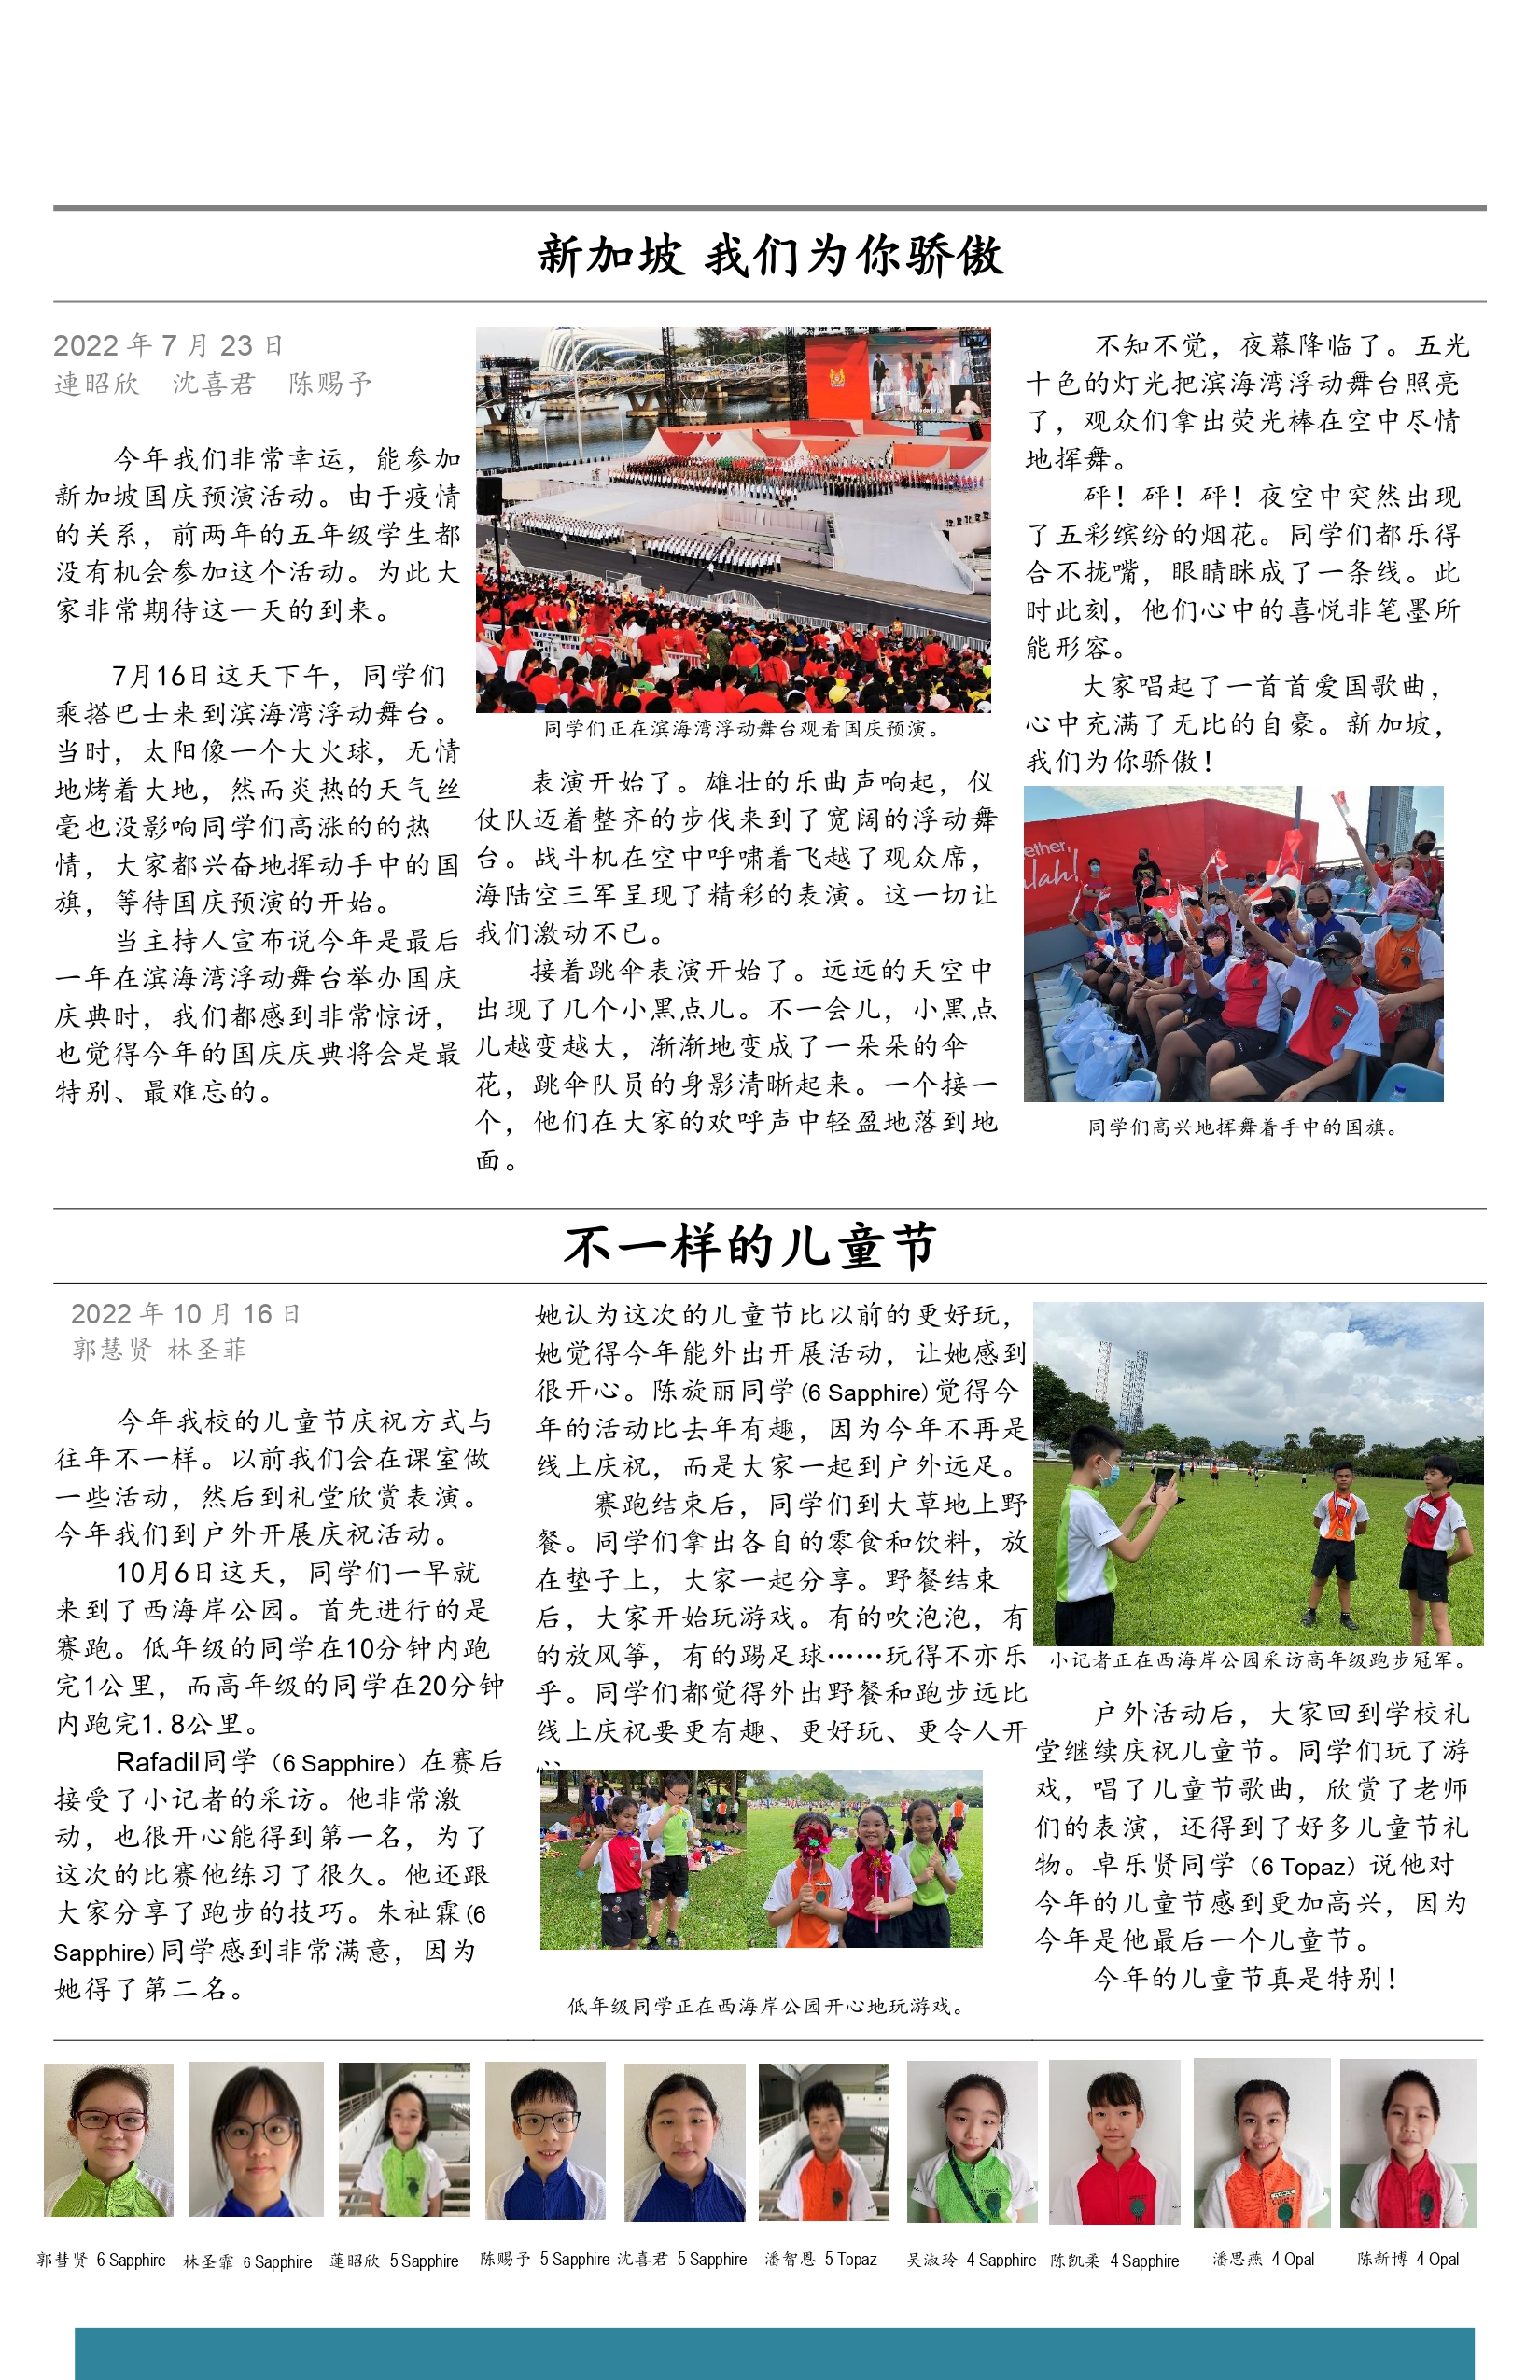 新加坡 我们为你骄傲
2022 年 7 月 23 日
連昭欣 沈喜君 陈赐予
今年我们非常幸运，能参加
新加坡国庆预演活动。由于疫情
的关系，前两年的五年级学生都
没有机会参加这个活动。为此大
家非常期待这一天的到来。
7月16日这天下午，同学们
乘搭巴士来到滨海湾浮动舞台。
当时，太阳像一个大火球，无情
地烤着大地，然而炎热的天气丝
毫也没影响同学们高涨的的热
情，大家都兴奋地挥动手中的国
旗，等待国庆预演的开始。
当主持人宣布说今年是最后
一年在滨海湾浮动舞台举办国庆
庆典时，我们都感到非常惊讶，
也觉得今年的国庆庆典将会是最
特别、最难忘的。
同学们正在滨海湾浮动舞台观看国庆预演。
表演开始了。雄壮的乐曲声响起，仪
仗队迈着整齐的步伐来到了宽阔的浮动舞
台。战斗机在空中呼啸着飞越了观众席，
海陆空三军呈现了精彩的表演。这一切让
我们激动不已。
接着跳伞表演开始了。远远的天空中
出现了几个小黑点儿。不一会儿，小黑点
儿越变越大，渐渐地变成了一朵朵的伞
花，跳伞队员的身影清晰起来。一个接一
个，他们在大家的欢呼声中轻盈地落到地
面。
不知不觉，夜幕降临了。五光
十色的灯光把滨海湾浮动舞台照亮
了，观众们拿出荧光棒在空中尽情
地挥舞。
砰！砰！砰！夜空中突然出现
了五彩缤纷的烟花。同学们都乐得
合不拢嘴，眼睛眯成了一条线。此
时此刻，他们心中的喜悦非笔墨所
能形容。
大家唱起了一首首爱国歌曲，
心中充满了无比的自豪。新加坡，
我们为你骄傲！
ether,
lah!
同学们高兴地挥舞着手中的国旗。
不一样的儿童节
2022 年 10 月 16 日
郭慧贤 林圣菲
今年我校的儿童节庆祝方式与
往年不一样。以前我们会在课室做
一些活动，然后到礼堂欣赏表演。
今年我们到户外开展庆祝活动。
10月6日这天，同学们一早就
来到了西海岸公园。首先进行的是
赛跑。低年级的同学在10分钟内跑
完1公里，而高年级的同学在20分钟
内跑完1.8公里。
Rafadil同学（6 Sapphire）在赛后
接受了小记者的采访。他非常激
动，也很开心能得到第一名，为了
这次的比赛他练习了很久。他还跟
大家分享了跑步的技巧。朱祉霖(6
Sapphire)同学感到非常满意，因为
她得了第二名。
她认为这次的儿童节比以前的更好玩，
她觉得今年能外出开展活动，让她感到
很开心。陈旋丽同学(6 Sapphire)觉得今
年的活动比去年有趣，因为今年不再是
线上庆祝，而是大家一起到户外远足。
赛跑结束后，同学们到大草地上野
餐。同学们拿出各自的零食和饮料，放
在垫子上，大家一起分享。野餐结束
后，大家开始玩游戏。有的吹泡泡，有
的放风筝，有的踢足球……玩得不亦乐
乎。同学们都觉得外出野餐和跑步远比
线上庆祝要更有趣、更好玩、更令人开
低年级同学正在西海岸公园开心地玩游戏。
小记者正在西海岸公园采访高年级跑步冠军。
户外活动后，大家回到学校礼
堂继续庆祝儿童节。同学们玩了游
戏，唱了儿童节歌曲，欣赏了老师
们的表演，还得到了好多儿童节礼
物。卓乐贤同学（6 Topaz）说他对
今年的儿童节感到更加高兴，因为
今年是他最后一个儿童节。
今年的儿童节真是特别！
郭彗贤 6 Sapphire
林圣霏 6 Sapphire
莲昭欣 5 Sapphire
陈赐予 5 Sapphire
沈喜君 5 Sapphire
潘智恩 5 Topaz
吴淑玲 4 Sapphire
陈凯柔 4 Sapphire
潘思燕 4 Opal
陈新博 4 Opal